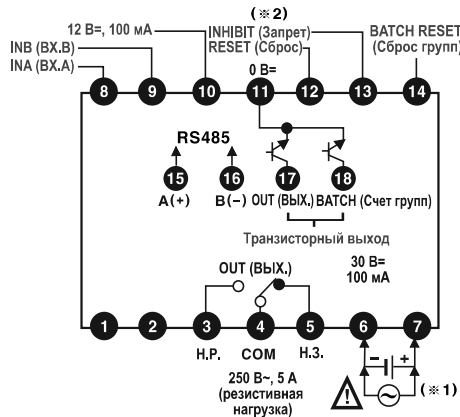 (※2)
12 В=, 100 мА
INHIBIT (Запрет)
BATCH RESET
INB (ВХ.B)
RESET (Сброс)
(Сброс групп)
INA (ВХ.A)
0 В=
8 9 10 11 12 13 14
RS485
15 16 17 18
A(+) B(−) OUT (ВЫХ.) BATCH (Счет групп)
Транзисторный выход
30 В=
100 мА
OUT (ВЫХ.)
1 2 3 4 5 6 7
Н.Р. COM Н.З.
− +
250 В~, 5 А
(резистивная
нагрузка)
! ~ (※1)